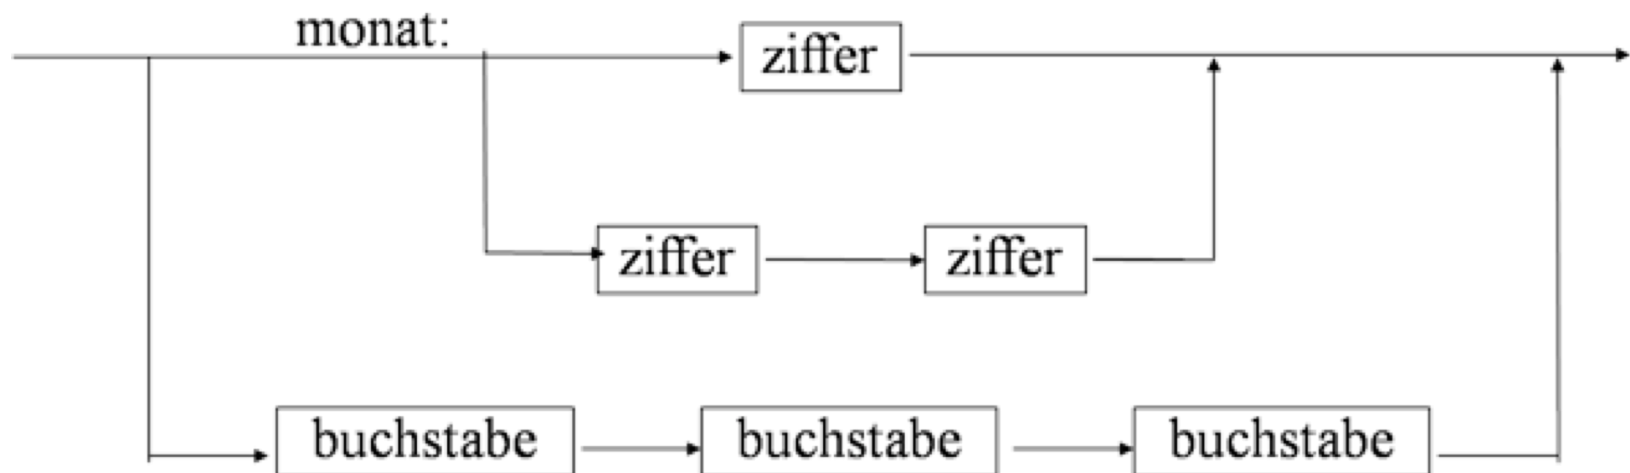 monat:
ziffer
ziffer ziffer
buchstabe buchstabe buchstabe